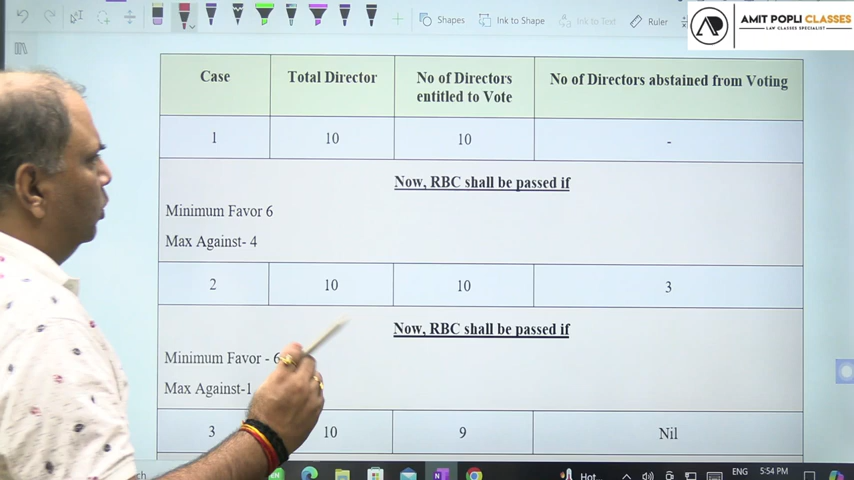 Shapes
Ink to Shape
Ink to Text
Ruler
AMIT POPLI CLASSES
LAW CLASSES SPECIALIST
Case
Total Director
No of Directors
entitled to Vote
No of Directors abstained from Voting
1
10
10
-
Now, RBC shall be passed if
Minimum Favor 6
Max Against- 4
2
10
10
3
Now, RBC shall be passed if
Minimum Favor - 6
Max Against-1
3
10
9
Nil
Hot...
ENG
5:54 PM